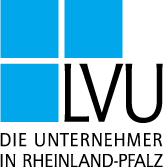 LVU
DIE UNTERNEHMER
IN RHEINLAND-PFALZ